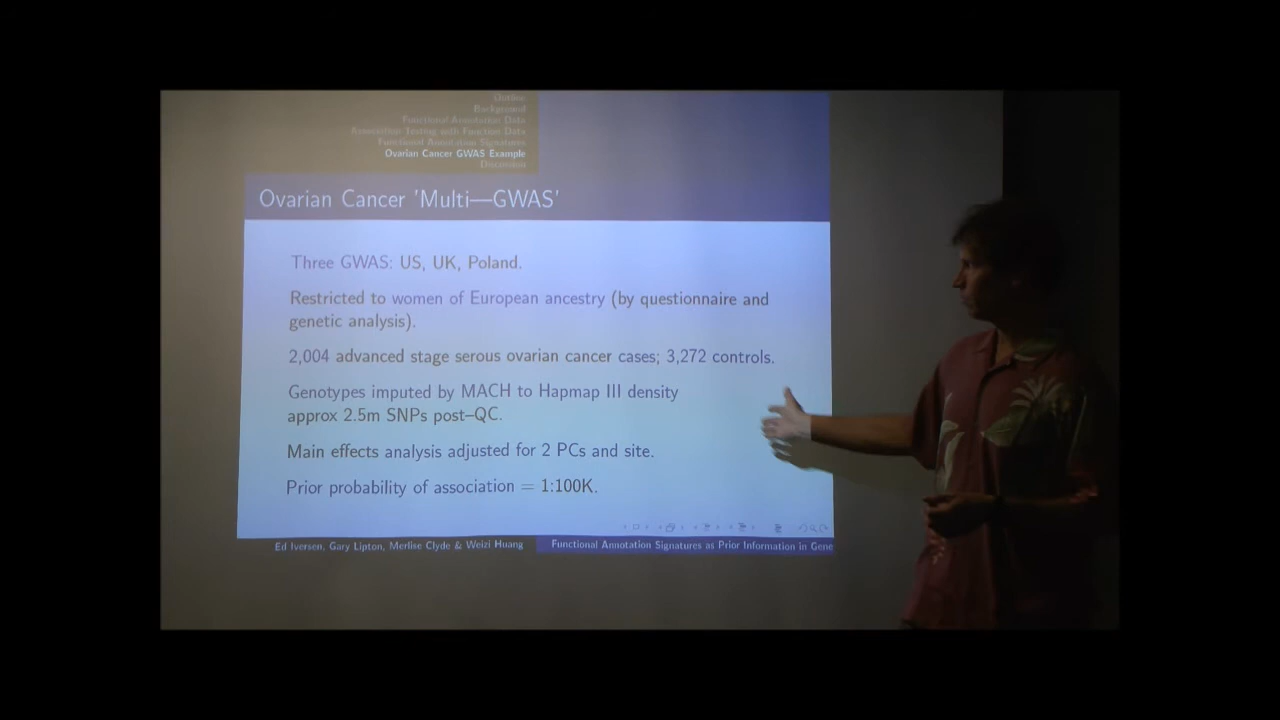 Outline
Background
Functional Annotation Data
Association Testing with Function Data
Functional Annotation Signatures
Ovarian Cancer GWAS Example
Discussion
Ovarian Cancer 'Multi—GWAS'
Three GWAS: US, UK, Poland.
Restricted to women of European ancestry (by questionnaire and
genetic analysis).
2,004 advanced stage serous ovarian cancer cases; 3,272 controls.
Genotypes imputed by MACH to Hapmap III density
approx 2.5m SNPs post–QC.
Main effects analysis adjusted for 2 PCs and site.
Prior probability of association = 1:100K.
Ed Iversen, Gary Lipton, Merlise Clyde & Weizi Huang
Functional Annotation Signatures as Prior Information in Gene